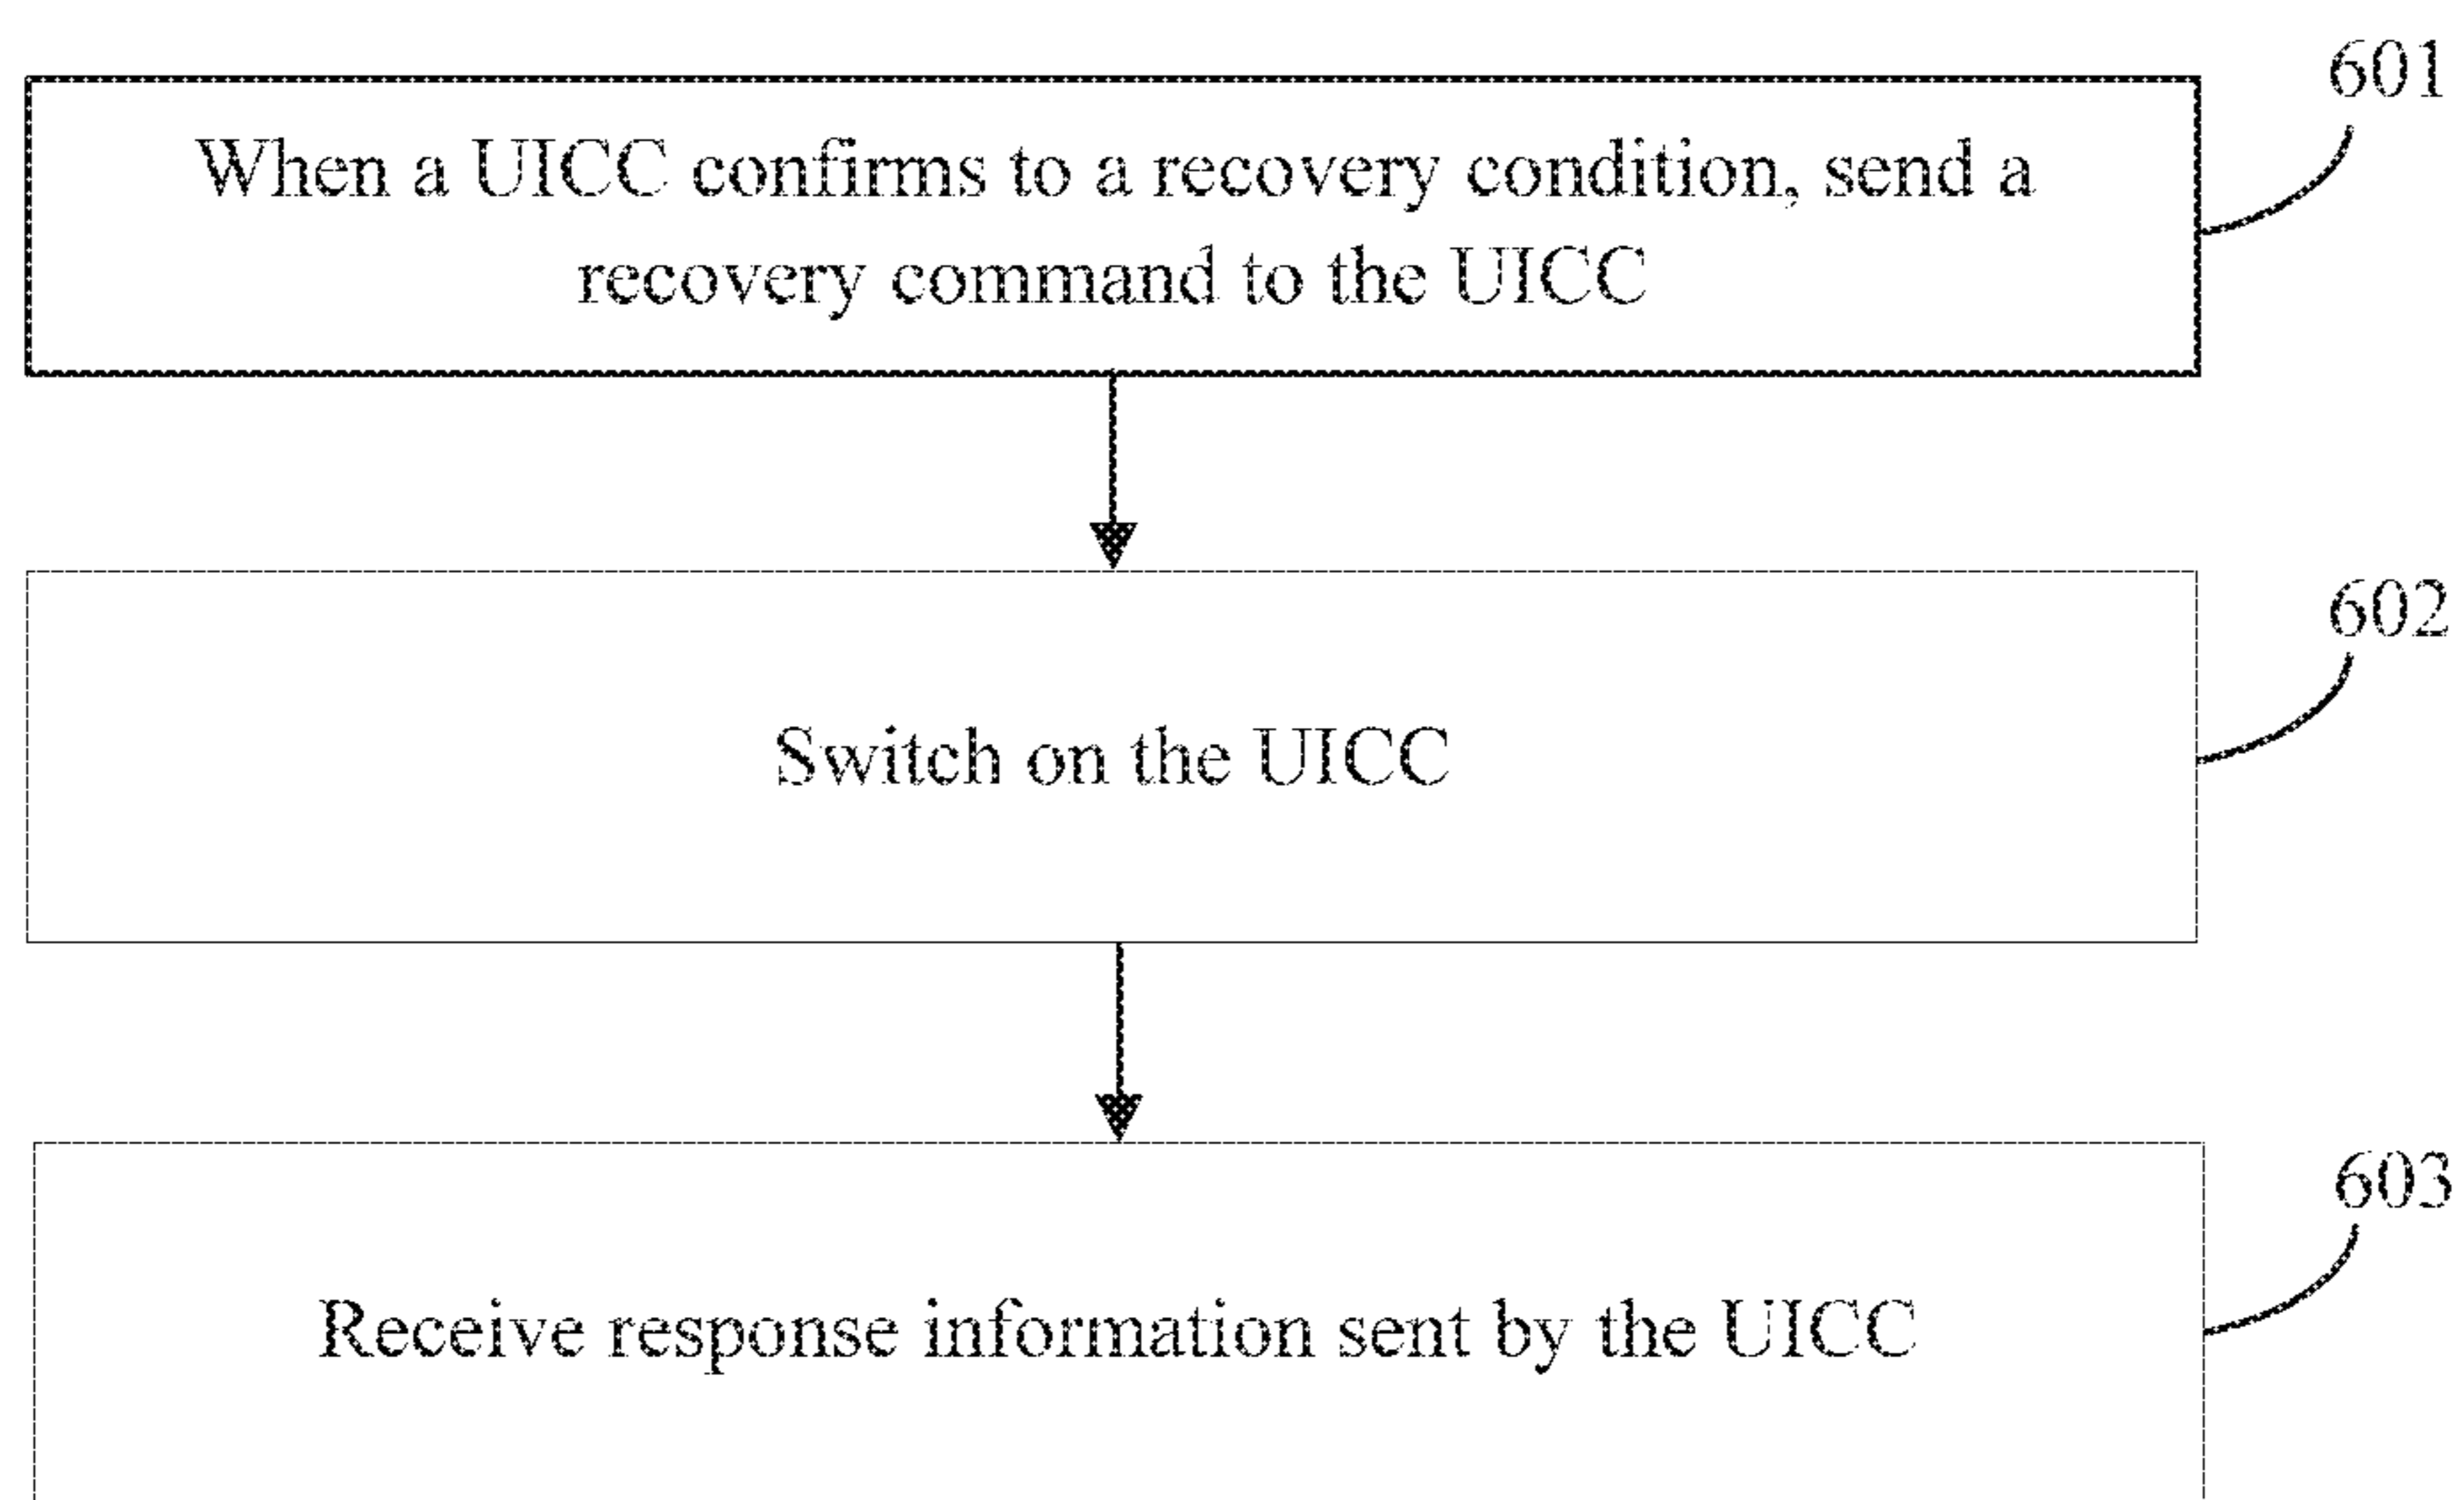 601
When a UICC confirms to a recovery condition, send a
recovery command to the UICC
602
Switch on the UICC
603
Receive response information sent by the UICC